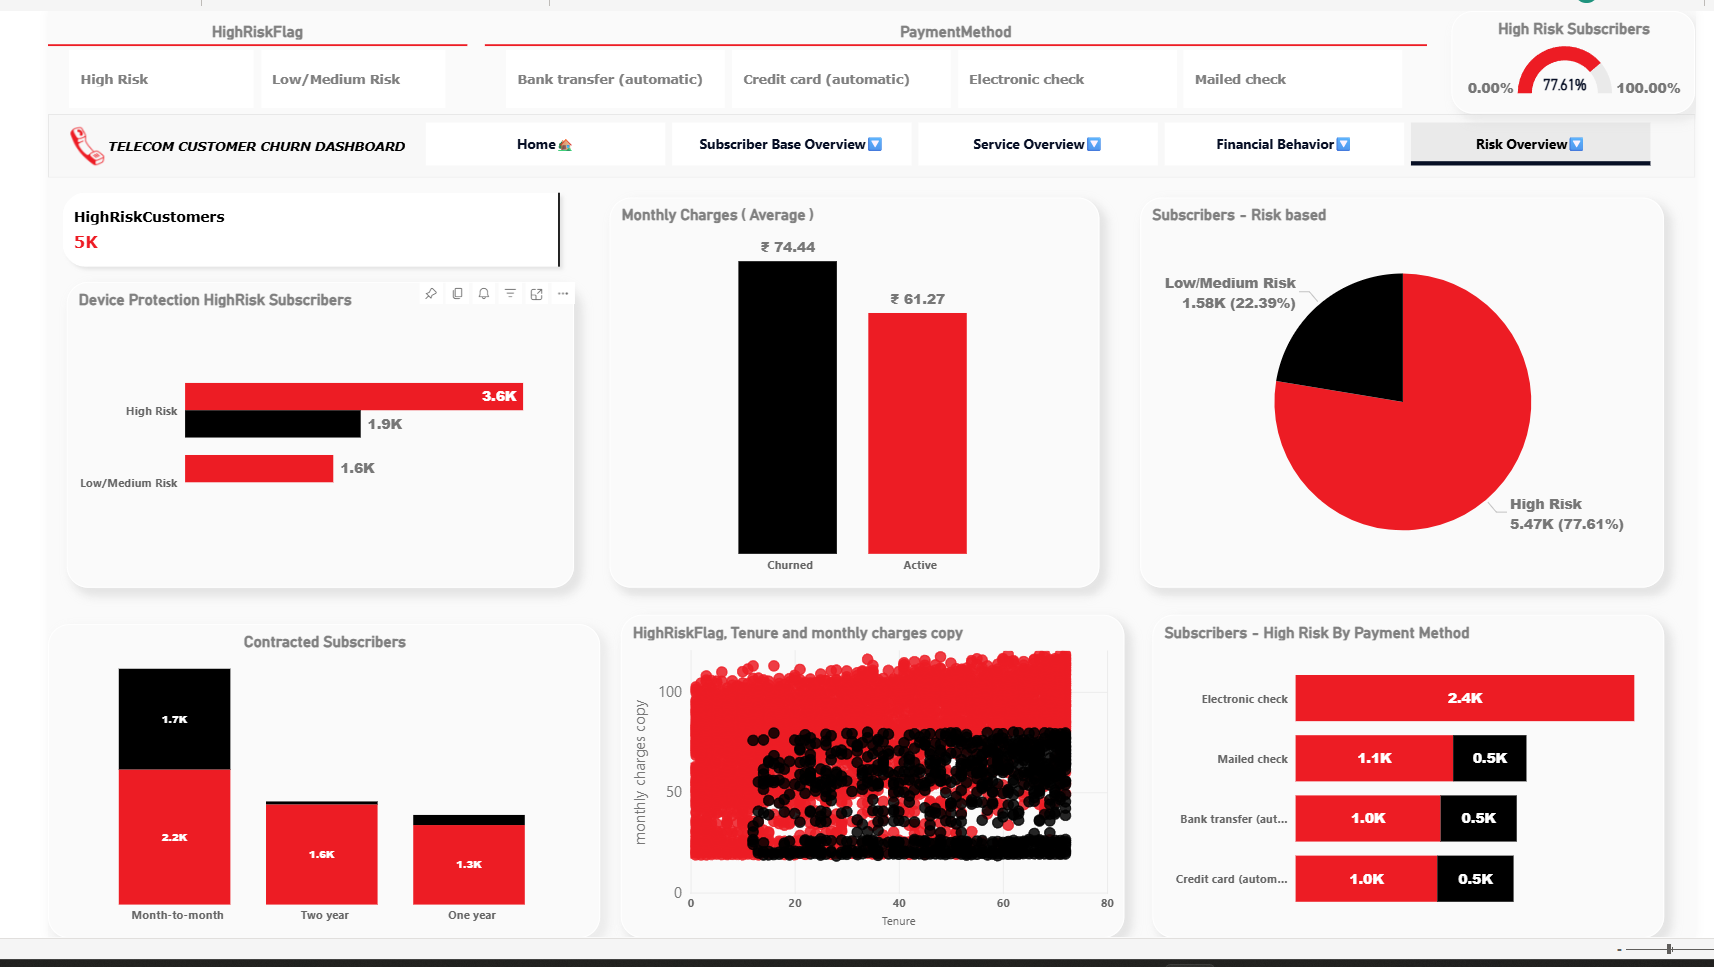 HighRiskFlag
PaymentMethod
High Risk Subscribers
High Risk
Low/Medium Risk
Bank transfer (automatic)
Credit card (automatic)
Electronic check
Mailed check
0.00%
77.61%
100.00%
TELECOM CUSTOMER CHURN DASHBOARD
Home
Subscriber Base Overview
Service Overview
Financial Behavior
Risk Overview
HighRiskCustomers
5K
Device Protection HighRisk Subscribers
High Risk
3.6K
1.9K
Low/Medium Risk
1.6K
Monthly Charges ( Average )
₹ 74.44
₹ 61.27
Churned
Active
Subscribers - Risk based
Low/Medium Risk
1.58K (22.39%)
High Risk
5.47K (77.61%)
Contracted Subscribers
1.7K
2.2K
1.6K
1.3K
Month-to-month
Two year
One year
HighRiskFlag, Tenure and monthly charges copy
monthly charges copy
100
50
0
0
20
40
60
80
Tenure
Subscribers - High Risk By Payment Method
Electronic check
2.4K
Mailed check
1.1K
0.5K
Bank transfer (aut...
1.0K
0.5K
Credit card (autom...
1.0K
0.5K